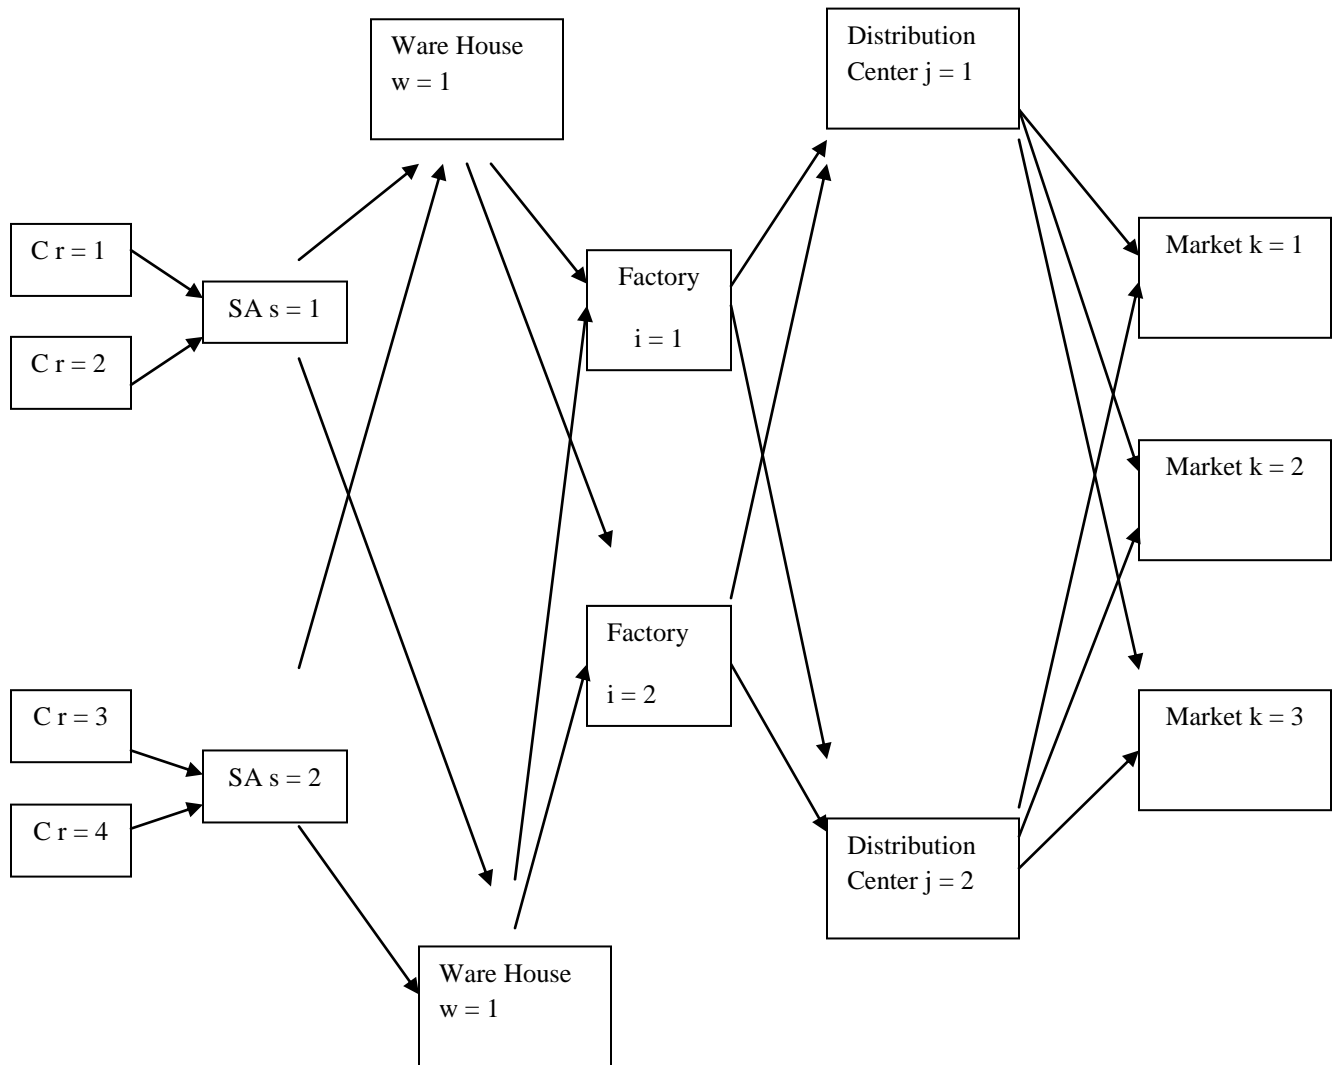 Ware House
w = 1
Distribution
Center j = 1
C r = 1
C r = 2
SA s = 1
Factory
i = 1
Market k = 1
Market k = 2
Factory
i = 2
C r = 3
C r = 4
SA s = 2
Market k = 3
Distribution
Center j = 2
Ware House
w = 1